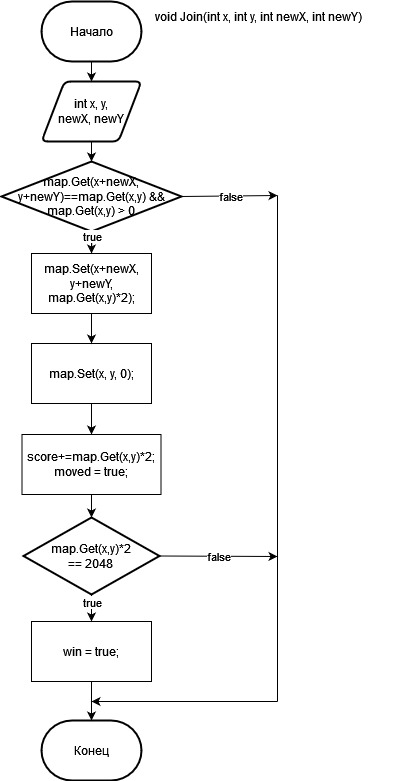 Начало
void Join(int x, int y, int newX, int newY)
int x, y,
newX, newY
map.Get(x+newX,
y+newY)==map.Get(x,y) &&
map.Get(x,y) > 0
false
true
map.Set(x+newX,
y+newY,
map.Get(x,y)*2);
map.Set(x, y, 0);
score+=map.Get(x,y)*2;
moved = true;
map.Get(x,y)*2
== 2048
false
true
win = true;
Конец